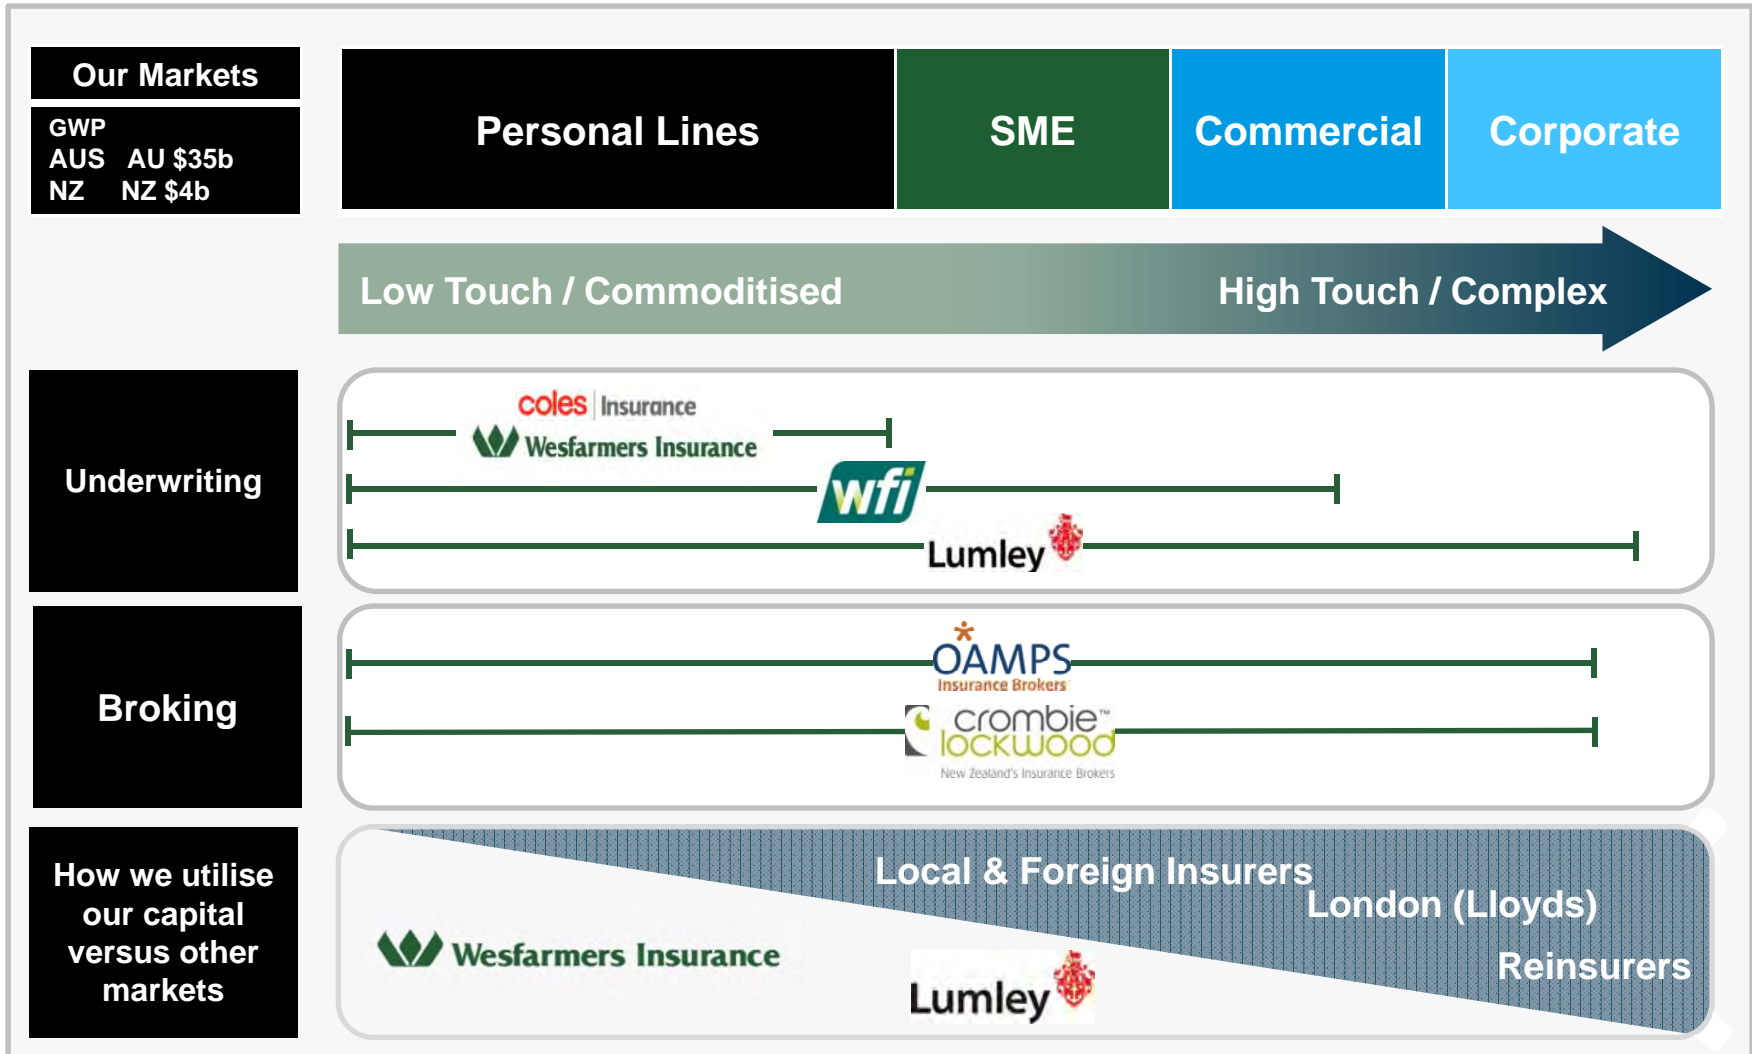 Our Markets
GWP
AUS AU $35b
NZ NZ $4b
Personal Lines
SME
Commercial
Corporate
Low Touch / Commoditised
High Touch / Complex
Underwriting
coles | Insurance
Wesfarmers Insurance
wfi
Lumley
Broking
OAMPS
Insurance Brokers
crombie™
lockwood
New Zealand's Insurance Brokers
How we utilise
our capital
versus other
markets
Local & Foreign Insurers
London (Lloyds)
Reinsurers
Wesfarmers Insurance
Lumley